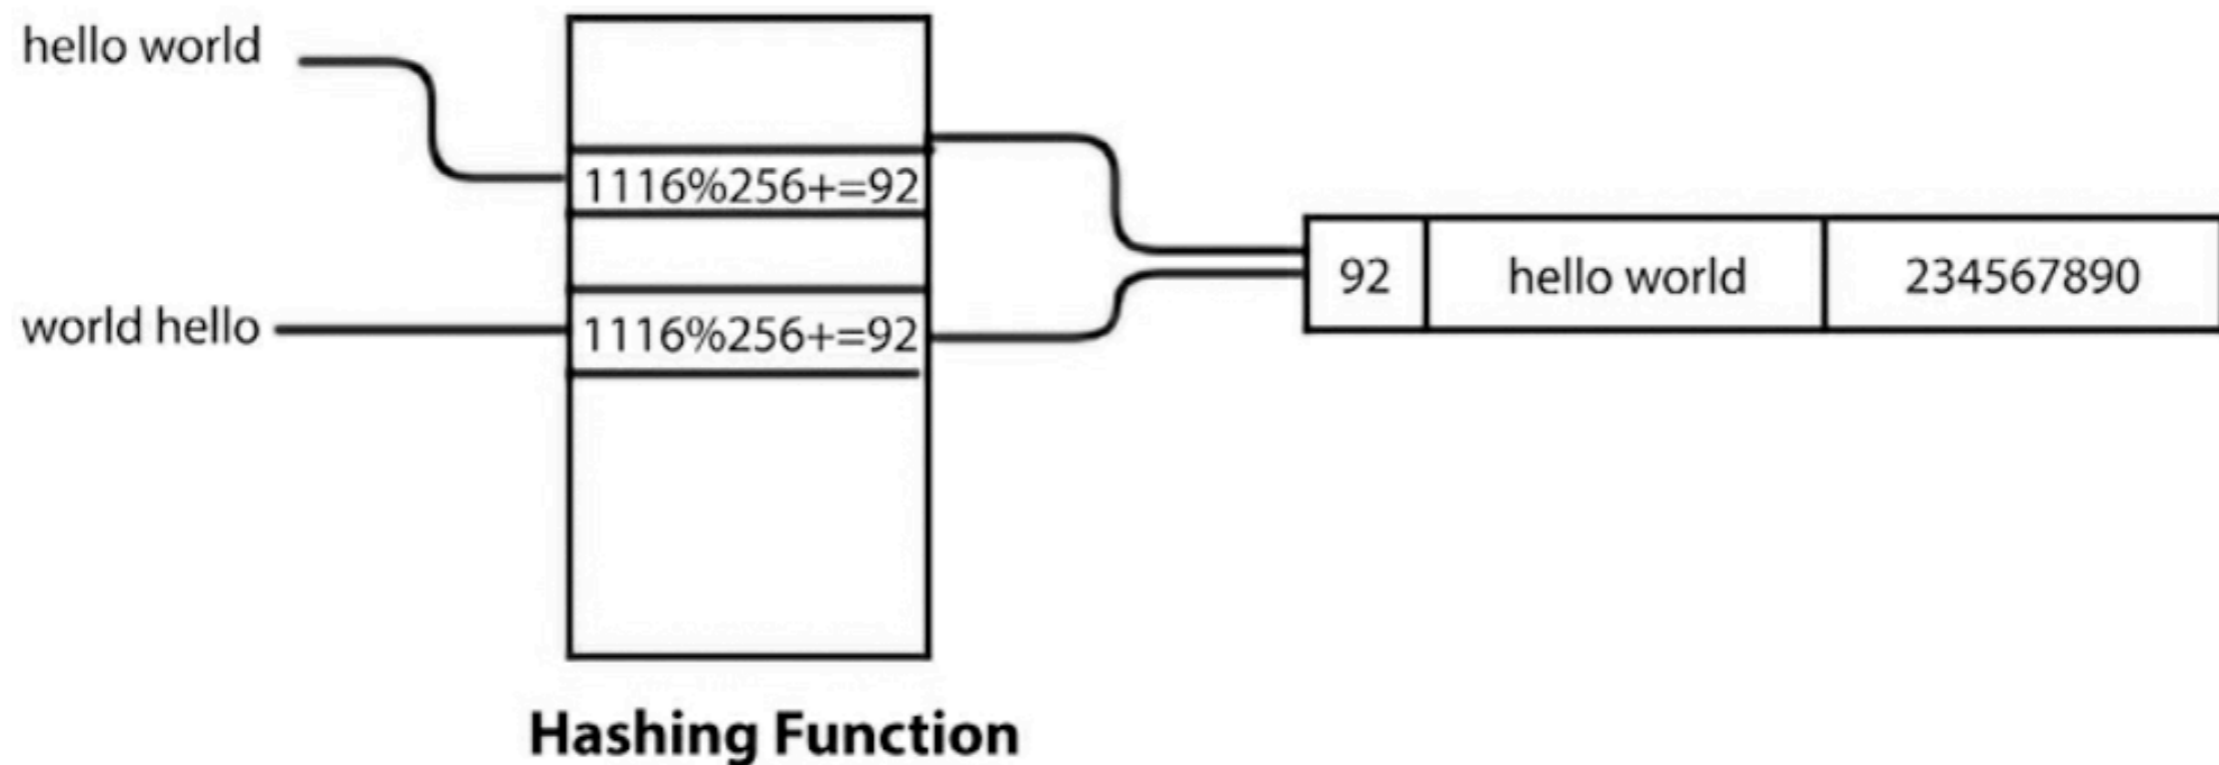 hello world
1116%256+=92
92 hello world 234567890
world hello
1116%256+=92
Hashing Function